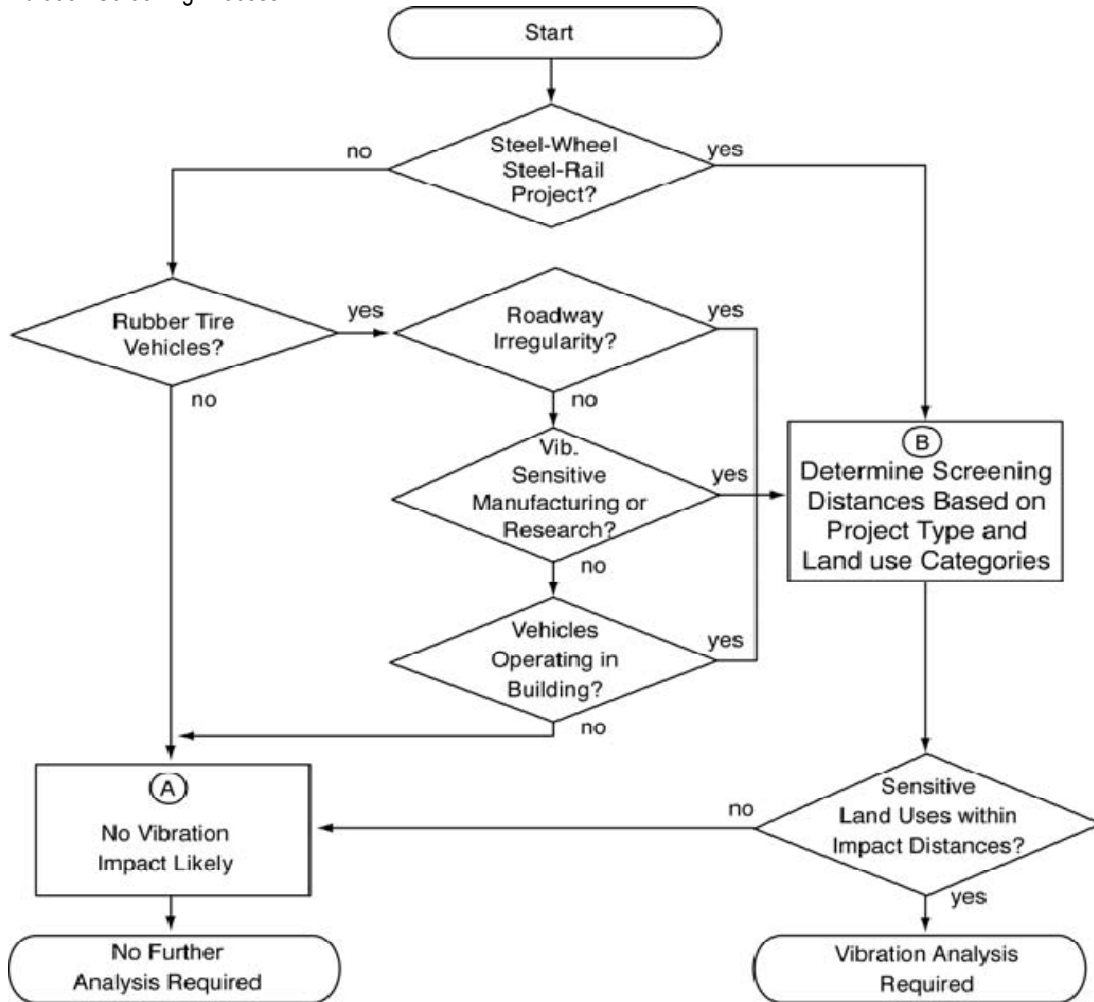 Start
Steel-Wheel
Steel-Rail
Project?
no
yes
Rubber Tire
Vehicles?
yes
no
Roadway
Irregularity?
yes
no
Vib.
Sensitive
Manufacturing or
Research?
yes
no
Vehicles
Operating in
Building?
yes
no
B
Determine Screening
Distances Based on
Project Type and
Land use Categories
Sensitive
Land Uses within
Impact Distances?
no
yes
A
No Vibration
Impact Likely
No Further
Analysis Required
Vibration Analysis
Required